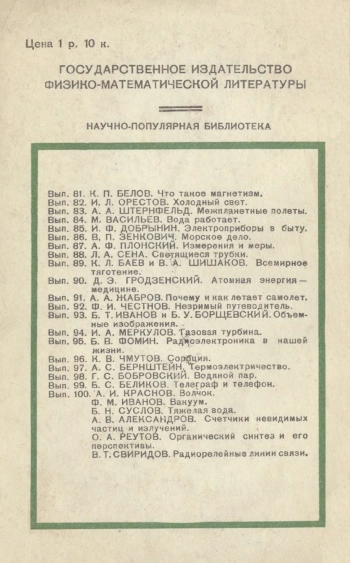 Цена 1 р. 10 к.
ГОСУДАРСТВЕННОЕ ИЗДАТЕЛЬСТВО
ФИЗИКО-МАТЕМАТИЧЕСКОЙ ЛИТЕРАТУРЫ
НАУЧНО-ПОПУЛЯРНАЯ БИБЛИОТЕКА
Вып. 81. К. П. БЕЛОВ. Что такое магнетизм.
Вып. 82. И. Л. ОРЕСТОВ. Холодный свет.
Вып. 83. А. А. ШТЕРНФЕЛЬД. Межпланетные полеты.
Вып. 84. М. ВАСИЛЬЕВ. Вода работает.
Вып. 85. И. Ф. ДОБРЫНИН. Электроприборы в быту.
Вып. 86. В. П. ЗЕНКОВИЧ. Морское дело.
Вып. 87. А. Ф. ПЛОНСКИЙ. Измерения и меры.
Вып. 88. Л. А. СЕНА. Светящиеся трубки.
Вып. 89. К. Л. БАЕВ и В. А. ШИШАКОВ. Всемирное
тяготение.
Вып. 90. Д. Э. ГРОДЗЕНСКИЙ. Атомная энергия —
медицине.
Вып. 91. А. А. ЖАБРОВ. Почему и как летает самолет.
Вып. 92. Ф. И. ЧЕСТНОВ. Незримый путеводитель.
Вып. 93. Б. Т. ИВАНОВ и Б. У. БОРЩЕВСКИЙ. Объем-
ные изображения.
Вып. 94. И. А. МЕРКУЛОВ. Газовая турбина.
Вып. 95. Б. В. ФОМИН. Радиоэлектроника в нашей
жизни.
Вып. 96. К. В. ЧМУТОВ. Сорбция.
Вып. 97. А. С. БЕРНШТЕЙН. Термоэлектричество.
Вып. 98. Г. С. БОБРОВСКИЙ. Водяной пар.
Вып. 99. Б. С. БЕЛИКОВ. Телеграф и телефон.
Вып. 100. А. И. КРАСНОВ. Волчок.
Ф. М. ИВАНОВ. Вакуум.
Б. Н. СУСЛОВ. Тяжелая вода.
А. В. АЛЕКСАНДРОВ. Счетчики невидимых
частиц и излучений.
О. А. РЕУТОВ. Органический синтез и его
перспективы.
В. Т. СВИРИДОВ. Радиорелейные линии связи.